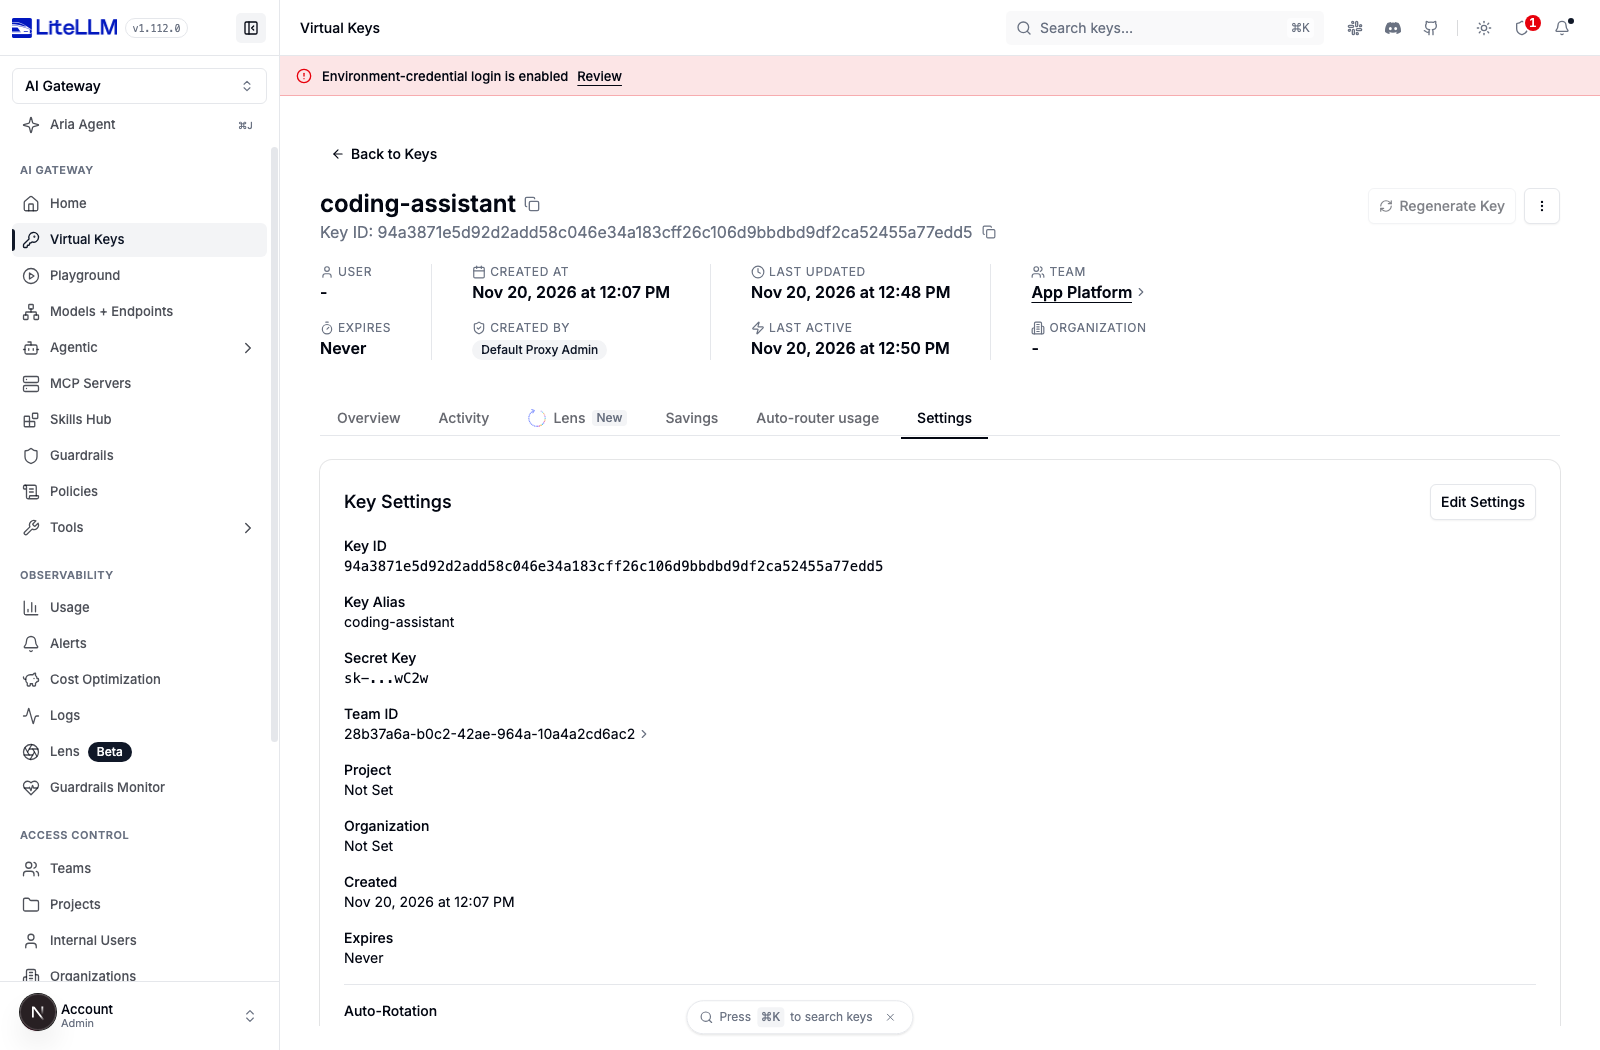 LiteLLM
v1.112.0
Virtual Keys
Search keys...
⌘K
1
AI Gateway
Environment-credential login is enabled Review
Aria Agent
⌘J
AI GATEWAY
Home
Virtual Keys
Playground
Models + Endpoints
Agentic
MCP Servers
Skills Hub
Guardrails
Policies
Tools
OBSERVABILITY
Usage
Alerts
Cost Optimization
Logs
Lens Beta
Guardrails Monitor
ACCESS CONTROL
Teams
Projects
Internal Users
Organizations
N
Account
Admin
Back to Keys
coding-assistant
Key ID: 94a3871e5d92d2add58c046e34a183cff26c106d9bbdbd9df2ca52455a77edd5
Regenerate Key
USER
-
EXPIRES
Never
CREATED AT
Nov 20, 2026 at 12:07 PM
CREATED BY
Default Proxy Admin
LAST UPDATED
Nov 20, 2026 at 12:48 PM
LAST ACTIVE
Nov 20, 2026 at 12:50 PM
TEAM
App Platform
ORGANIZATION
-
Overview
Activity
Lens New
Savings
Auto-router usage
Settings
Key Settings
Edit Settings
Key ID
94a3871e5d92d2add58c046e34a183cff26c106d9bbdbd9df2ca52455a77edd5
Key Alias
coding-assistant
Secret Key
sk-...wC2w
Team ID
28b37a6a-b0c2-42ae-964a-10a4a2cd6ac2
Project
Not Set
Organization
Not Set
Created
Nov 20, 2026 at 12:07 PM
Expires
Never
Auto-Rotation
Press ⌘K to search keys